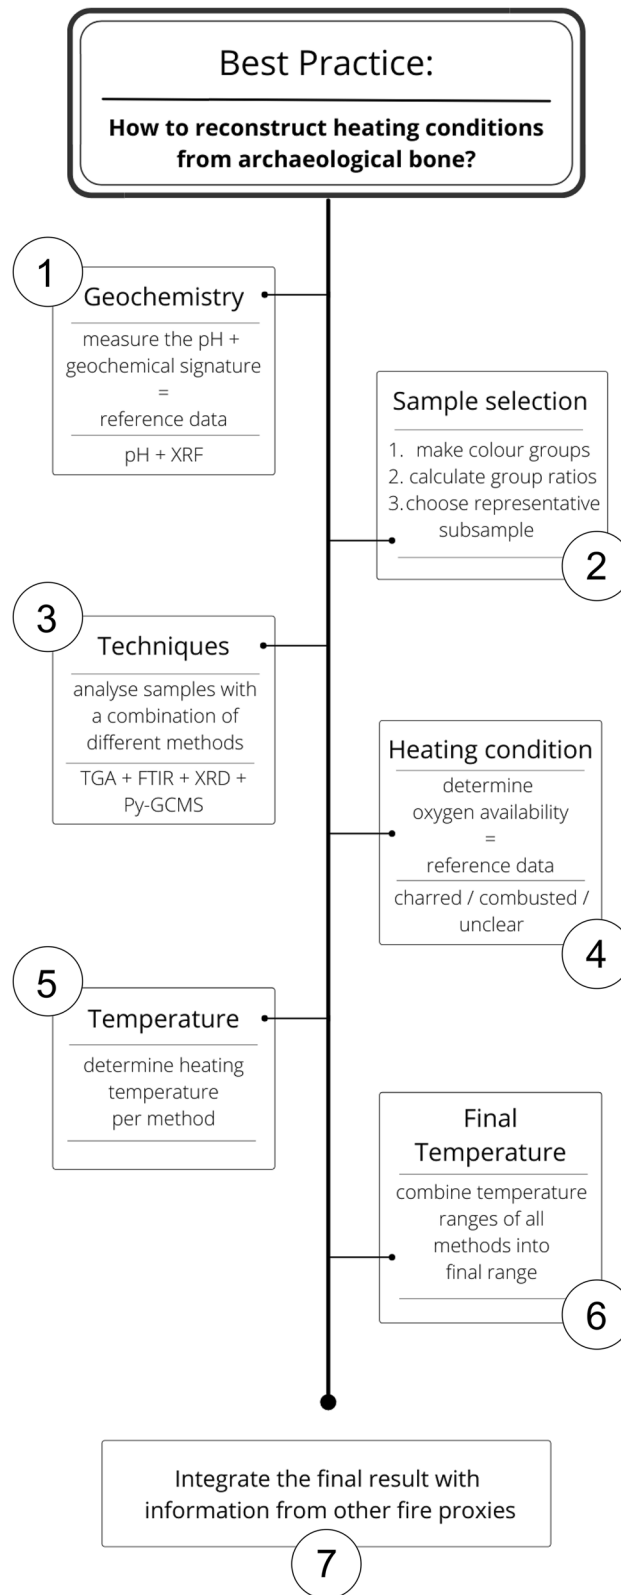 Best Practice:
How to reconstruct heating conditions
from archaeological bone?
1
Geochemistry
measure the pH +
geochemical signature
=
reference data
pH + XRF
Sample selection
1. make colour groups
2. calculate group ratios
3. choose representative
subsample
2
3
Techniques
analyse samples with
a combination of
different methods
TGA + FTIR + XRD +
Py-GCMS
Heating condition
determine
oxygen availability
=
reference data
charred / combusted /
unclear
4
5
Temperature
determine heating
temperature
per method
Final
Temperature
combine temperature
ranges of all
methods into
final range
6
Integrate the final result with
information from other fire proxies
7